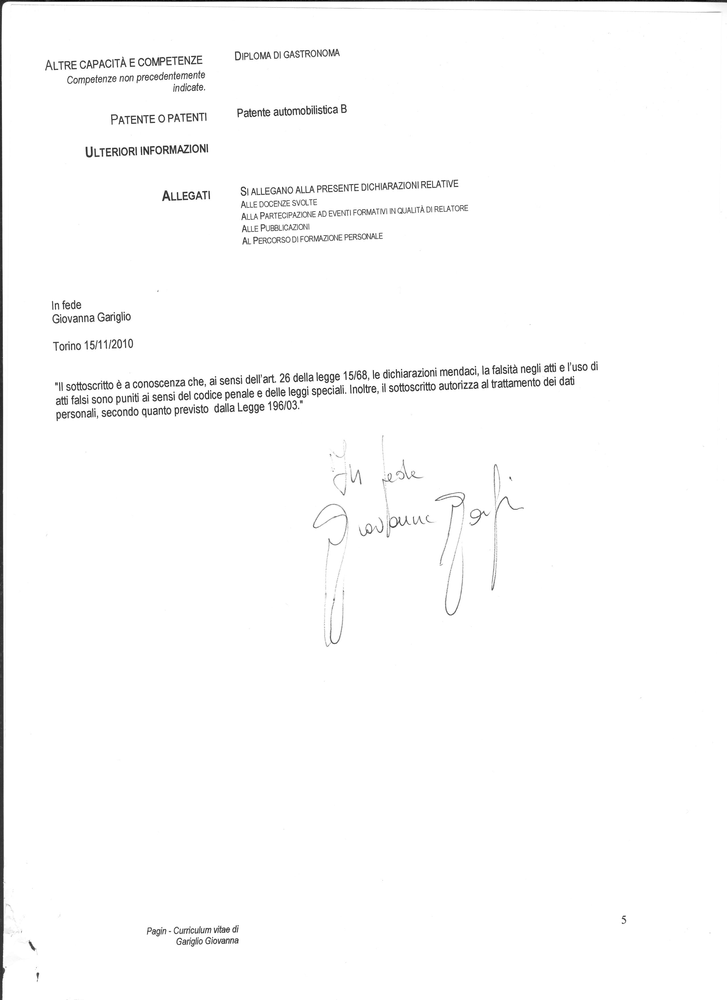 ALTRE CAPACITÀ E COMPETENZE
Competenze non precedentemente
indicate.
DIPLOMA DI GASTRONOMA
PATENTE O PATENTI
Patente automobilistica B
ULTERIORI INFORMAZIONI
ALLEGATI
SI ALLEGANO ALLA PRESENTE DICHIARAZIONI RELATIVE
ALLE DOCENZE SVOLTE
ALLA PARTECIPAZIONE AD EVENTI FORMATIVI IN QUALITÀ DI RELATORE
ALLE PUBBLICAZIONI
AL PERCORSO DI FORMAZIONE PERSONALE
In fede
Giovanna Gariglio
Torino 15/11/2010
"Il sottoscritto è a conoscenza che, ai sensi dell'art. 26 della legge 15/68, le dichiarazioni mendaci, la falsità negli atti e l'uso di
atti falsi sono puniti ai sensi del codice penale e delle leggi speciali. Inoltre, il sottoscritto autorizza al trattamento dei dati
personali, secondo quanto previsto  dalla Legge 196/03."
In fede
Giovanna
Pagin - Curriculum vitae di
Gariglio Giovanna
5